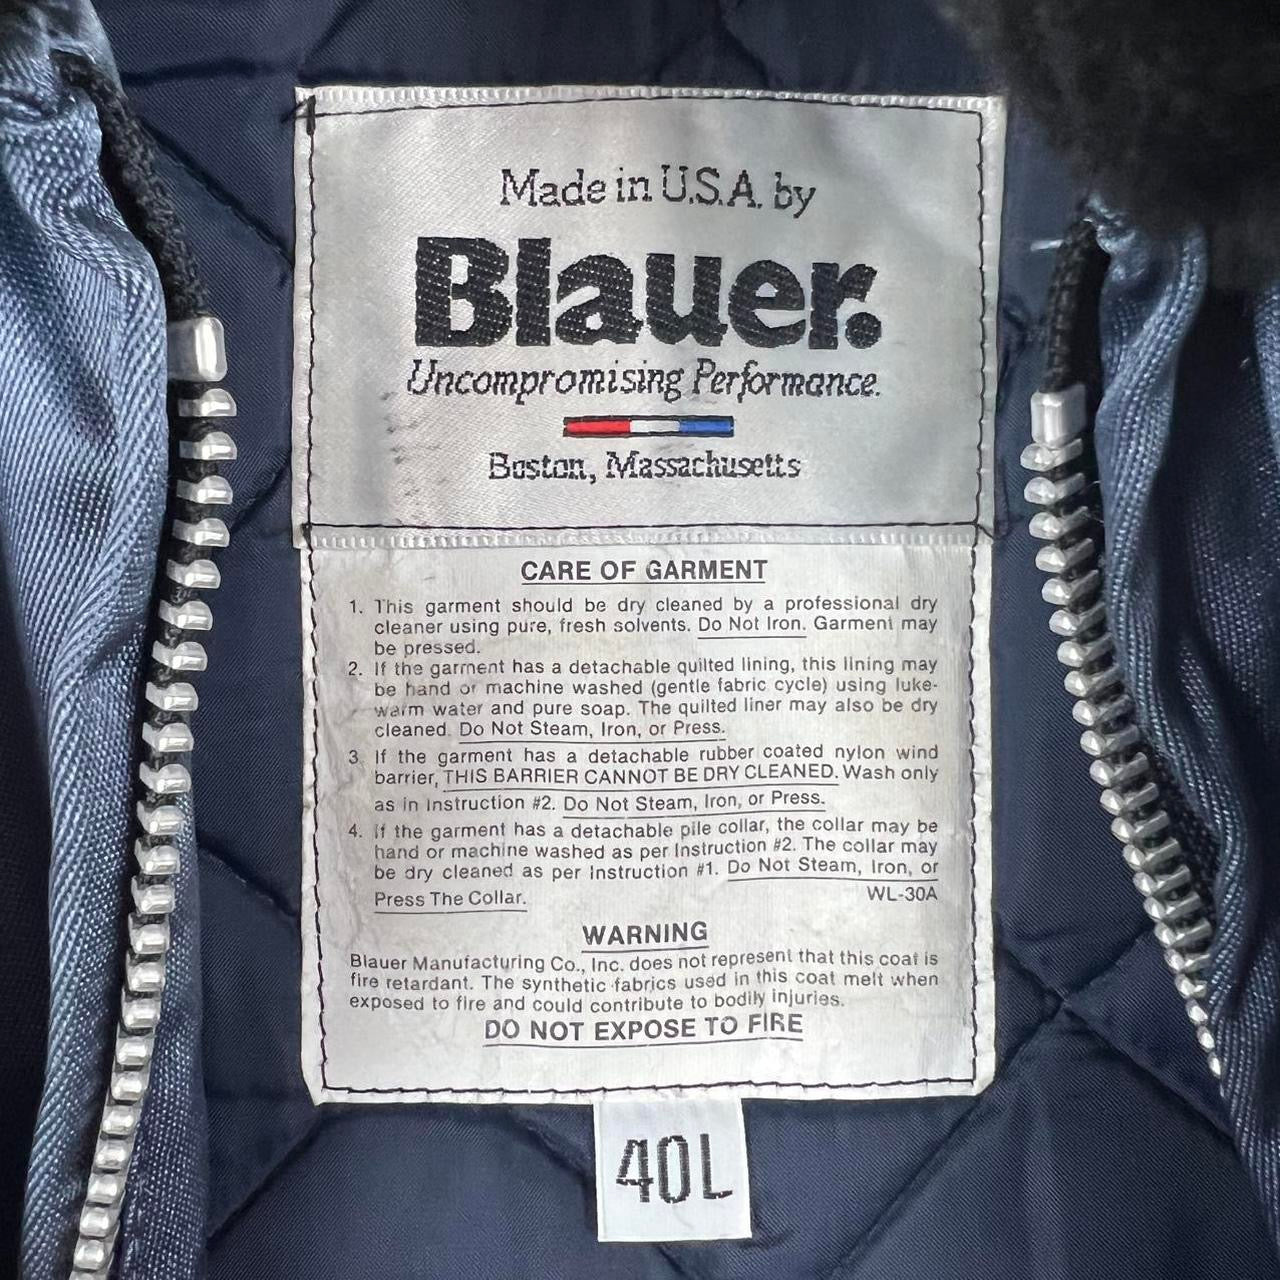 Made in U.S.A. by
Blauer.
Uncompromising Performance.
Boston, Massachusetts
CARE OF GARMENT
1. This garment should be dry cleaned by a professional dry
cleaner using pure, fresh solvents. Do Not Iron. Garment may
be pressed.
2. If the garment has a detachable quilted lining, this lining may
be hand or machine washed (gentle fabric cycle) using luke-
warm water and pure soap. The quilted liner may also be dry
cleaned. Do Not Steam, Iron, or Press.
3. If the garment has a detachable rubber coated nylon wind
barrier, THIS BARRIER CANNOT BE DRY CLEANED. Wash only
as in Instruction #2. Do Not Steam, Iron, or Press.
4. If the garment has a detachable pile collar, the collar may be
hand or machine washed as per Instruction #2. The collar may
be dry cleaned as per Instruction #1. Do Not Steam, Iron, or
Press The Collar. WL-30A
WARNING
Blauer Manufacturing Co., Inc. does not represent that this coat is
fire retardant. The synthetic fabrics used in this coat melt when
exposed to fire and could contribute to bodily injuries.
DO NOT EXPOSE TO FIRE
40L